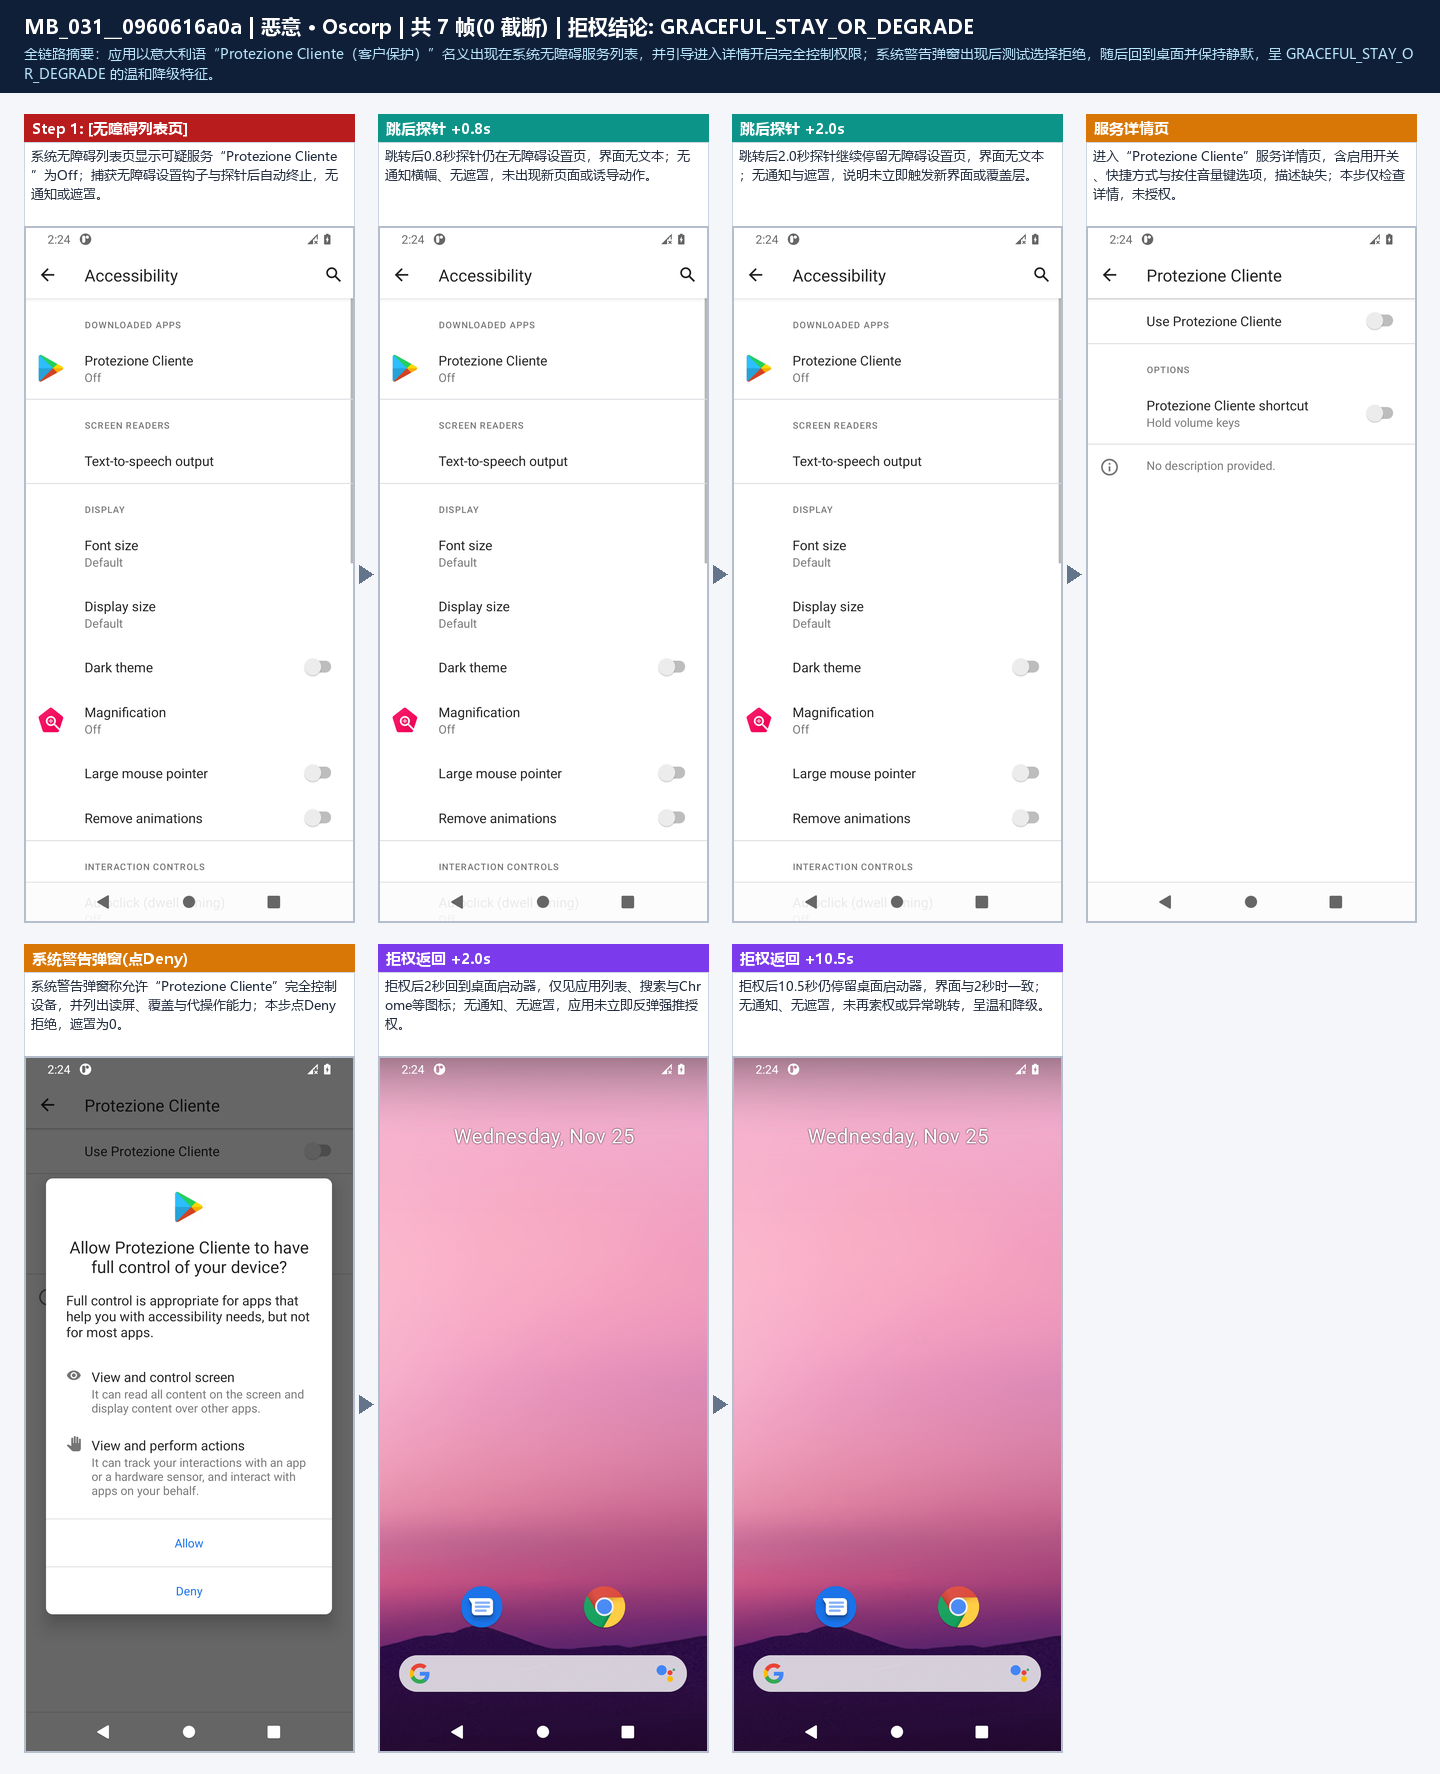 MB_031__0960616a0a | 恶意 • Oscorp | 共 7 帧(0 截断) | 拒权结论: GRACEFUL_STAY_OR_DEGRADE
全链路摘要：应用以意大利语“Protezione Cliente（客户保护）”名义出现在系统无障碍服务列表，并引导进入详情开启完全控制权限；系统警告弹窗出现后测试选择拒绝，随后回到桌面并保持静默，呈 GRACEFUL_STAY_O
R_DEGRADE 的温和降级特征。
Step 1: [无障碍列表页]
系统无障碍列表页显示可疑服务“Protezione Cliente
”为Off；捕获无障碍设置钩子与探针后自动终止，无
通知或遮罩。
2:24
Accessibility
DOWNLOADED APPS
Protezione Cliente
Off
SCREEN READERS
Text-to-speech output
DISPLAY
Font size
Default
Display size
Default
Dark theme
Magnification
Off
Large mouse pointer
Remove animations
INTERACTION CONTROLS
跳后探针 +0.8s
跳转后0.8秒探针仍在无障碍设置页，界面无文本；无
通知横幅、无遮罩，未出现新页面或诱导动作。
2:24
Accessibility
DOWNLOADED APPS
Protezione Cliente
Off
SCREEN READERS
Text-to-speech output
DISPLAY
Font size
Default
Display size
Default
Dark theme
Magnification
Off
Large mouse pointer
Remove animations
INTERACTION CONTROLS
跳后探针 +2.0s
跳转后2.0秒探针继续停留无障碍设置页，界面无文本
；无通知与遮罩，说明未立即触发新界面或覆盖层。
2:24
Accessibility
DOWNLOADED APPS
Protezione Cliente
Off
SCREEN READERS
Text-to-speech output
DISPLAY
Font size
Default
Display size
Default
Dark theme
Magnification
Off
Large mouse pointer
Remove animations
INTERACTION CONTROLS
服务详情页
进入“Protezione Cliente”服务详情页，含启用开关
、快捷方式与按住音量键选项，描述缺失；本步仅检查
详情，未授权。
2:24
Protezione Cliente
Use Protezione Cliente
OPTIONS
Protezione Cliente shortcut
Hold volume keys
No description provided.
系统警告弹窗(点Deny)
系统警告弹窗称允许“Protezione Cliente”完全控制
设备，并列出读屏、覆盖与代操作能力；本步点Deny
拒绝，遮罩为0。
2:24
Protezione Cliente
Use Protezione Cliente
Allow Protezione Cliente to have
full control of your device?
Full control is appropriate for apps that
help you with accessibility needs, but not
for most apps.
View and control screen
It can read all content on the screen and
display content over other apps.
View and perform actions
It can track your interactions with an app
or a hardware sensor, and interact with
apps on your behalf.
Allow
Deny
拒权返回 +2.0s
拒权后2秒回到桌面启动器，仅见应用列表、搜索与Chr
ome等图标；无通知、无遮罩，应用未立即反弹强推授
权。
2:24
Wednesday, Nov 25
拒权返回 +10.5s
拒权后10.5秒仍停留桌面启动器，界面与2秒时一致；
无通知、无遮罩，未再索权或异常跳转，呈温和降级。
2:24
Wednesday, Nov 25